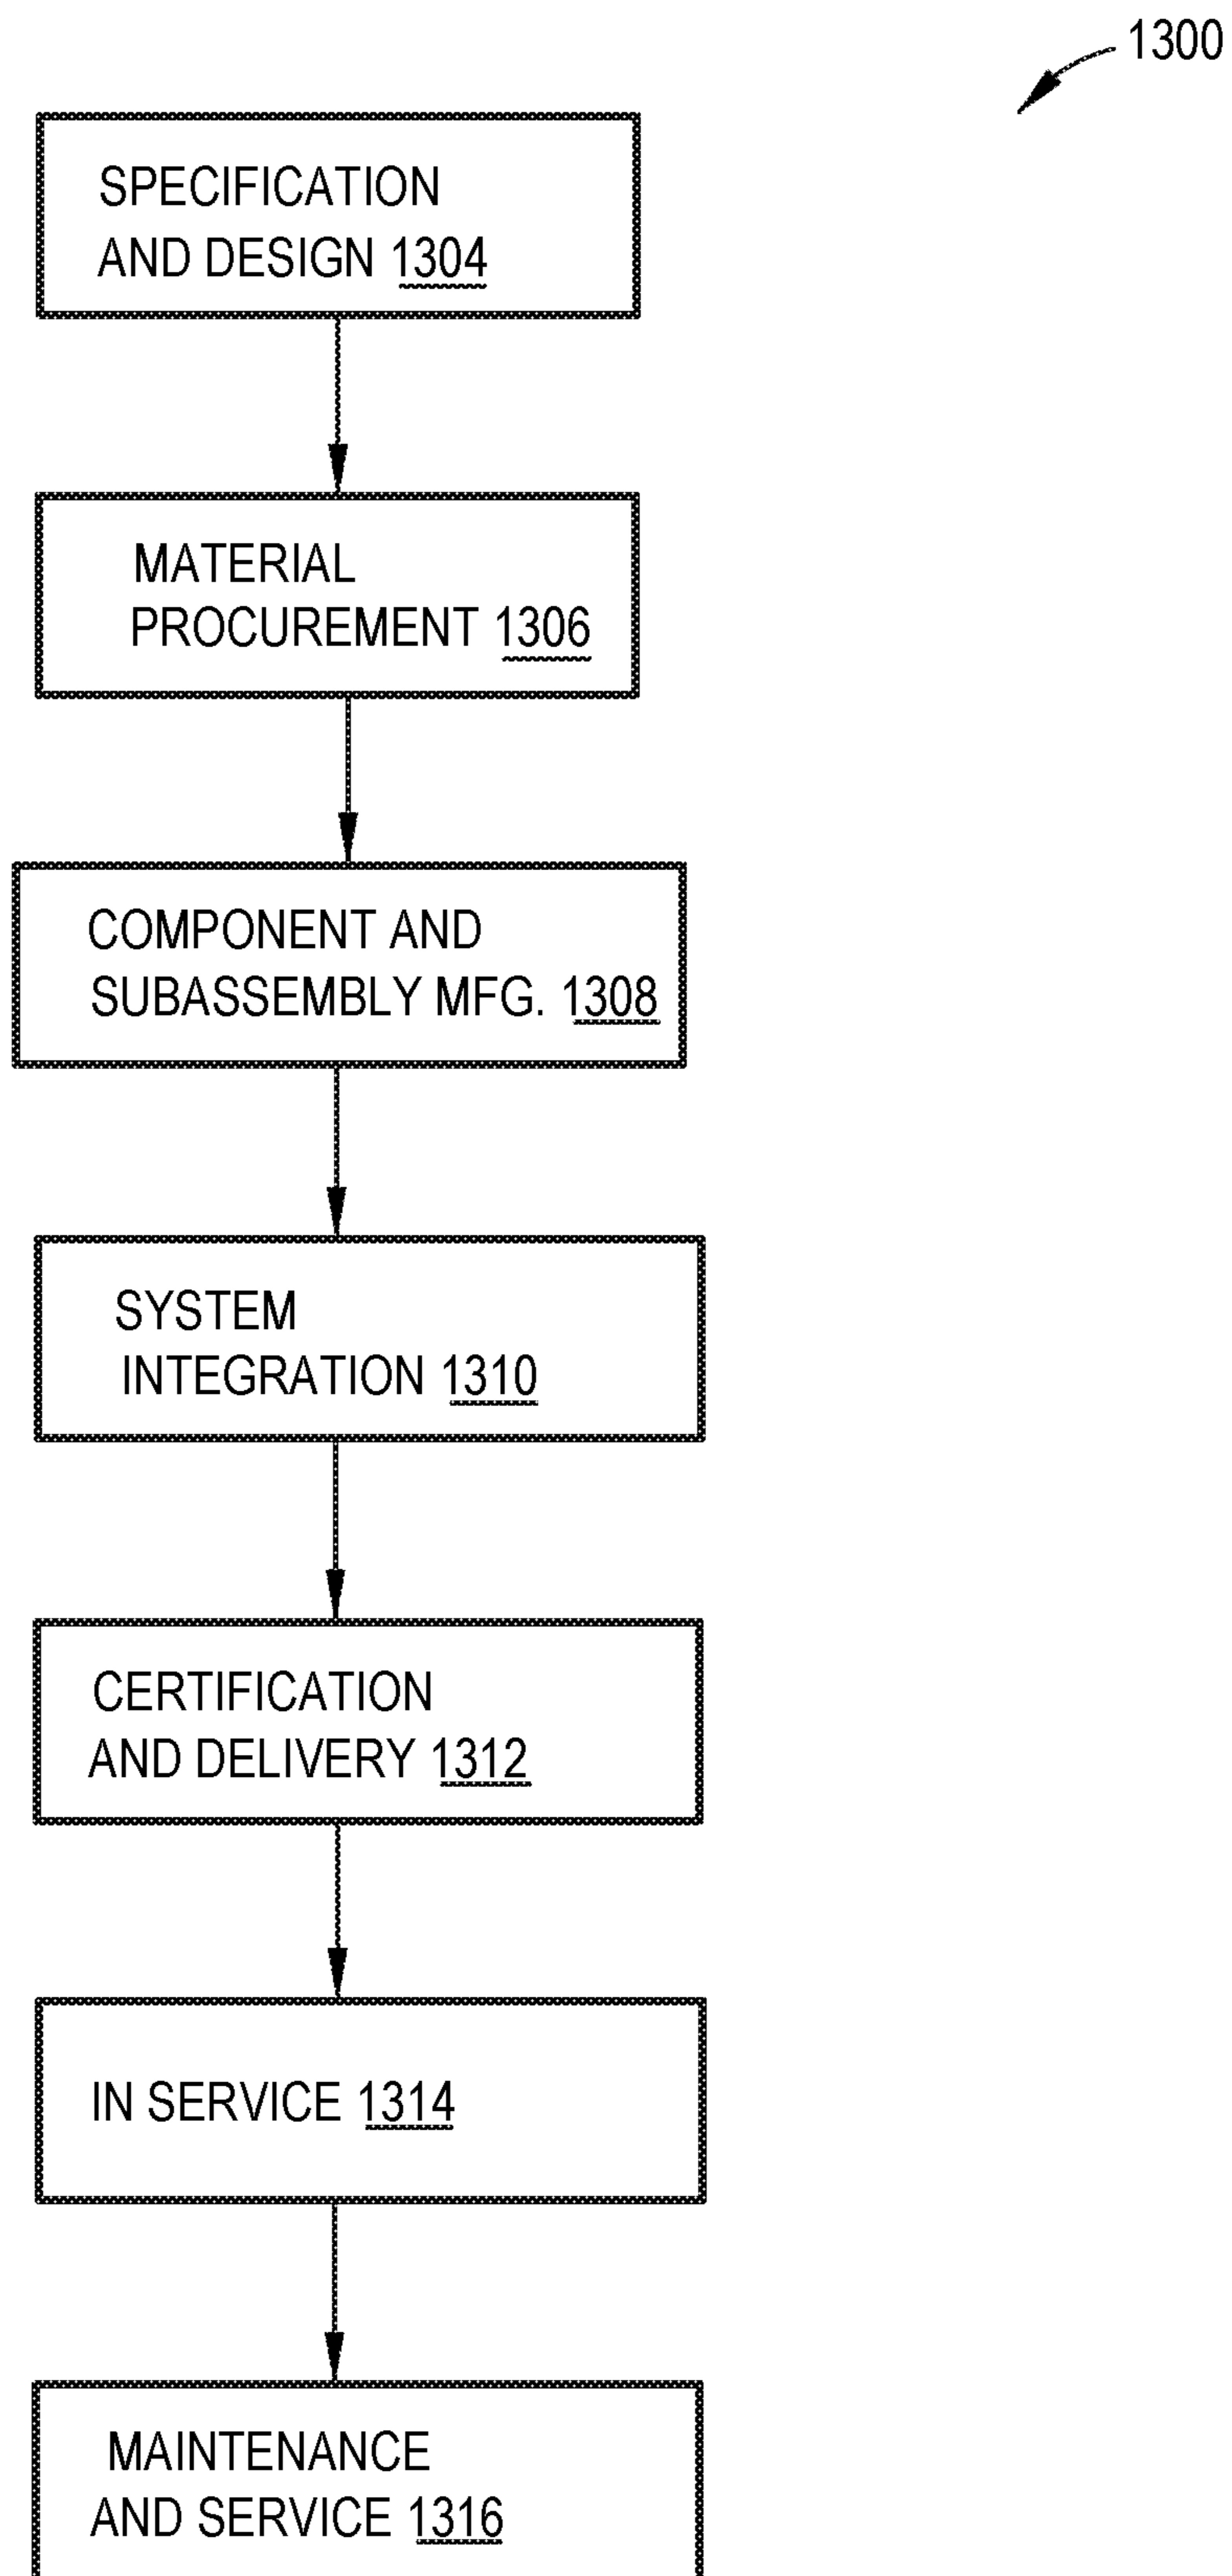 1300
SPECIFICATION
AND DESIGN 1304
MATERIAL
PROCUREMENT 1306
COMPONENT AND
SUBASSEMBLY MFG. 1308
SYSTEM
INTEGRATION 1310
CERTIFICATION
AND DELIVERY 1312
IN SERVICE 1314
MAINTENANCE
AND SERVICE 1316